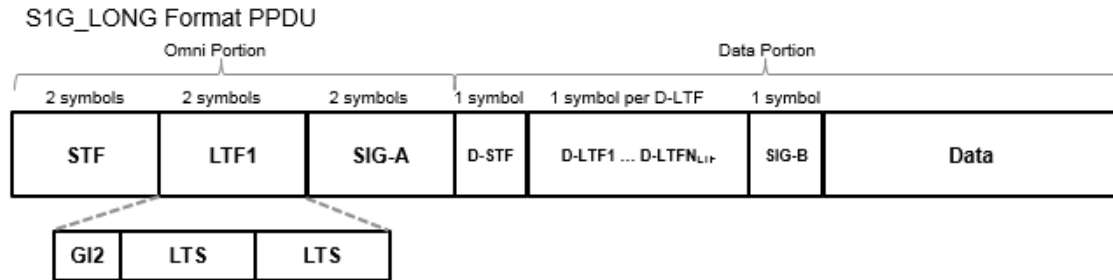 S1G_LONG Format PPDU
Omni Portion Data Portion
2 symbols 2 symbols 2 symbols 1 symbol 1 symbol per D-LTF 1 symbol
STF LTF1 SIG-A D-STF D-LTF1 ... D-LTFN_LTF SIG-B Data
GI2 LTS LTS